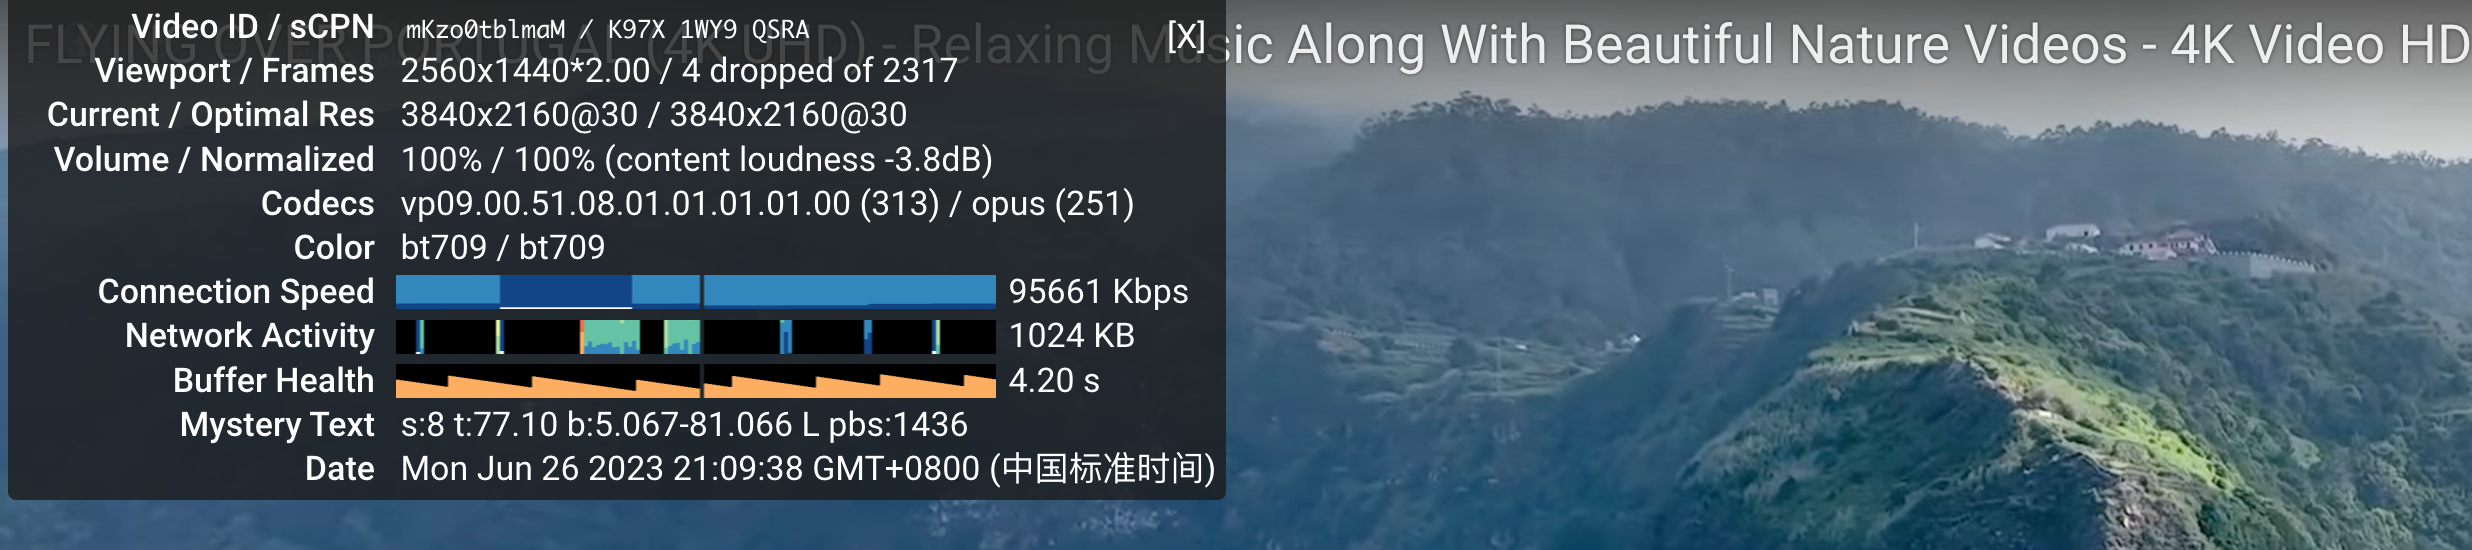 FLYING OVER PORTUGAL (4K UHD) - Relaxing Music Along With Beautiful Nature Videos - 4K Video HD
[X]
Video ID / sCPN mKzo0tblmaM / K97X 1WY9 QSRA
Viewport / Frames 2560x1440*2.00 / 4 dropped of 2317
Current / Optimal Res 3840x2160@30 / 3840x2160@30
Volume / Normalized 100% / 100% (content loudness -3.8dB)
Codecs vp09.00.51.08.01.01.01.01.00 (313) / opus (251)
Color bt709 / bt709
Connection Speed 95661 Kbps
Network Activity 1024 KB
Buffer Health 4.20 s
Mystery Text s:8 t:77.10 b:5.067-81.066 L pbs:1436
Date Mon Jun 26 2023 21:09:38 GMT+0800 (中国标准时间)